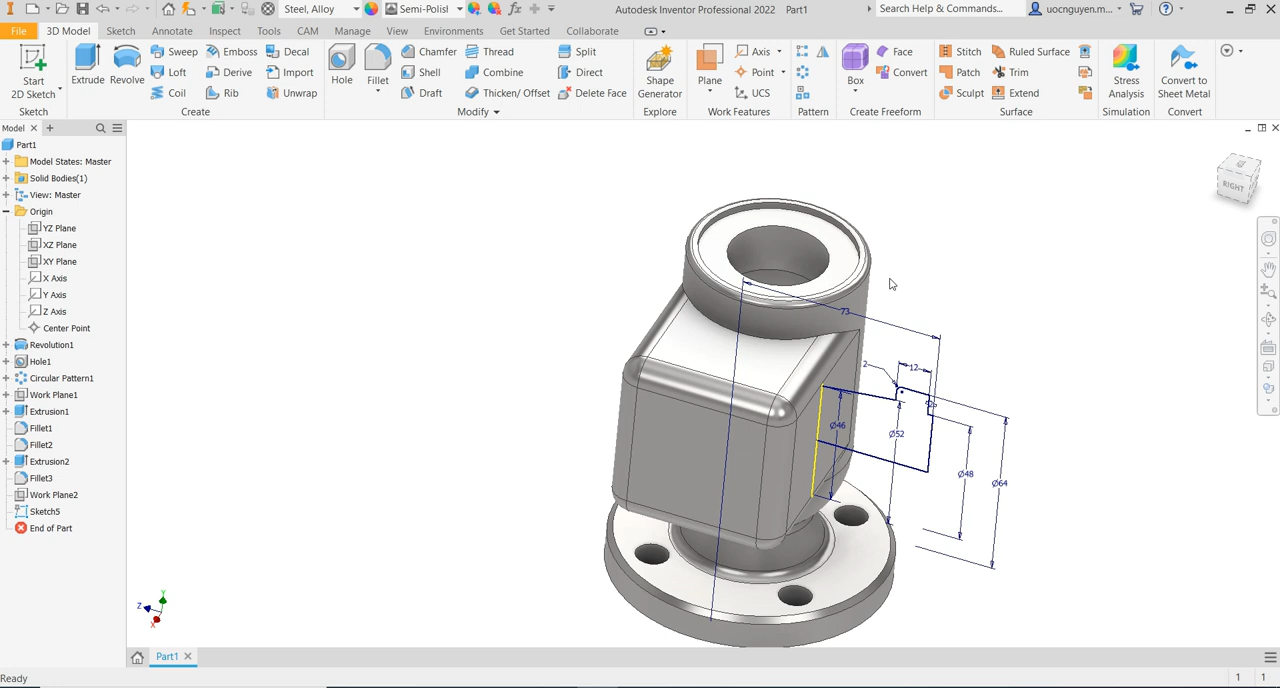 Steel, Alloy
Semi-Polisl
Autodesk Inventor Professional 2022 Part1
Search Help & Commands...
uocnguyen.m...
File
3D Model
Sketch
Annotate
Inspect
Tools
CAM
Manage
View
Environments
Get Started
Collaborate
Start
2D Sketch
Extrude
Revolve
Sweep
Emboss
Decal
Loft
Derive
Import
Coil
Rib
Unwrap
Hole
Fillet
Chamfer
Thread
Split
Shell
Combine
Direct
Draft
Thicken/ Offset
Delete Face
Shape
Generator
Plane
Axis
Point
UCS
Box
Face
Convert
Stitch
Ruled Surface
Patch
Trim
Sculpt
Extend
Stress
Analysis
Convert to
Sheet Metal
Sketch
Create
Modify
Explore
Work Features
Pattern
Create Freeform
Surface
Simulation
Convert
Model
Part1
Model States: Master
Solid Bodies(1)
View: Master
Origin
YZ Plane
XZ Plane
XY Plane
X Axis
Y Axis
Z Axis
Center Point
Revolution1
Hole1
Circular Pattern1
Work Plane1
Extrusion1
Fillet1
Fillet2
Extrusion2
Fillet3
Work Plane2
Sketch5
End of Part
RIGHT
73
2
12
Ø46
Ø52
Ø48
Ø64
Z
Y
X
Part1
Ready
1 1